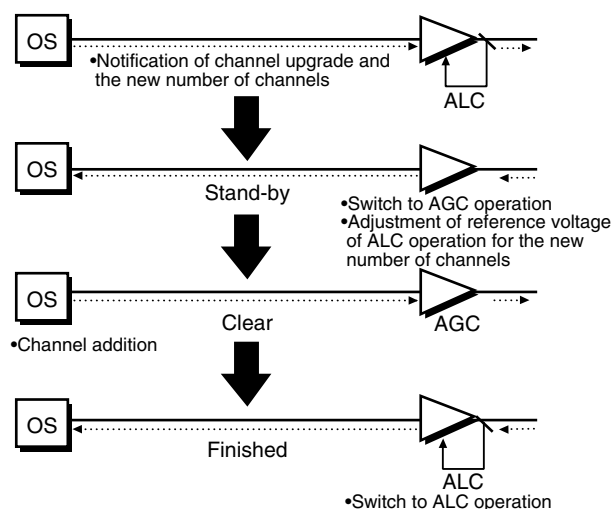 OS
•Notification of channel upgrade and
the new number of channels
ALC
OS
Stand-by
•Switch to AGC operation
•Adjustment of reference voltage
of ALC operation for the new
number of channels
OS
Clear
AGC
•Channel addition
OS
Finished
ALC
•Switch to ALC operation